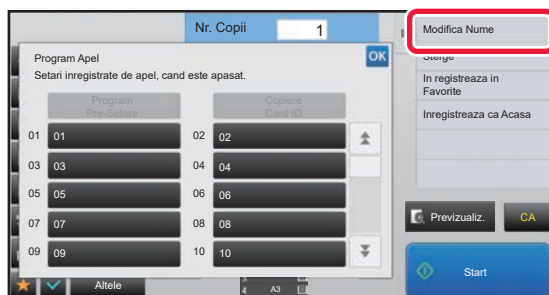 Nr. Copii 1
Modifica Nume
Sterge
In registreaza in
Favorite
Inregistreaza ca Acasa
Program Apel
OK
Setari inregistrate de apel, cand este apasat.
Program
Pre-Setare
Copiere
Card ID
01 01
02 02
03 03
04 04
05 05
06 06
07 07
08 08
09 09
10 10
Previzualiz.
CA
Start
Altele
A3
4